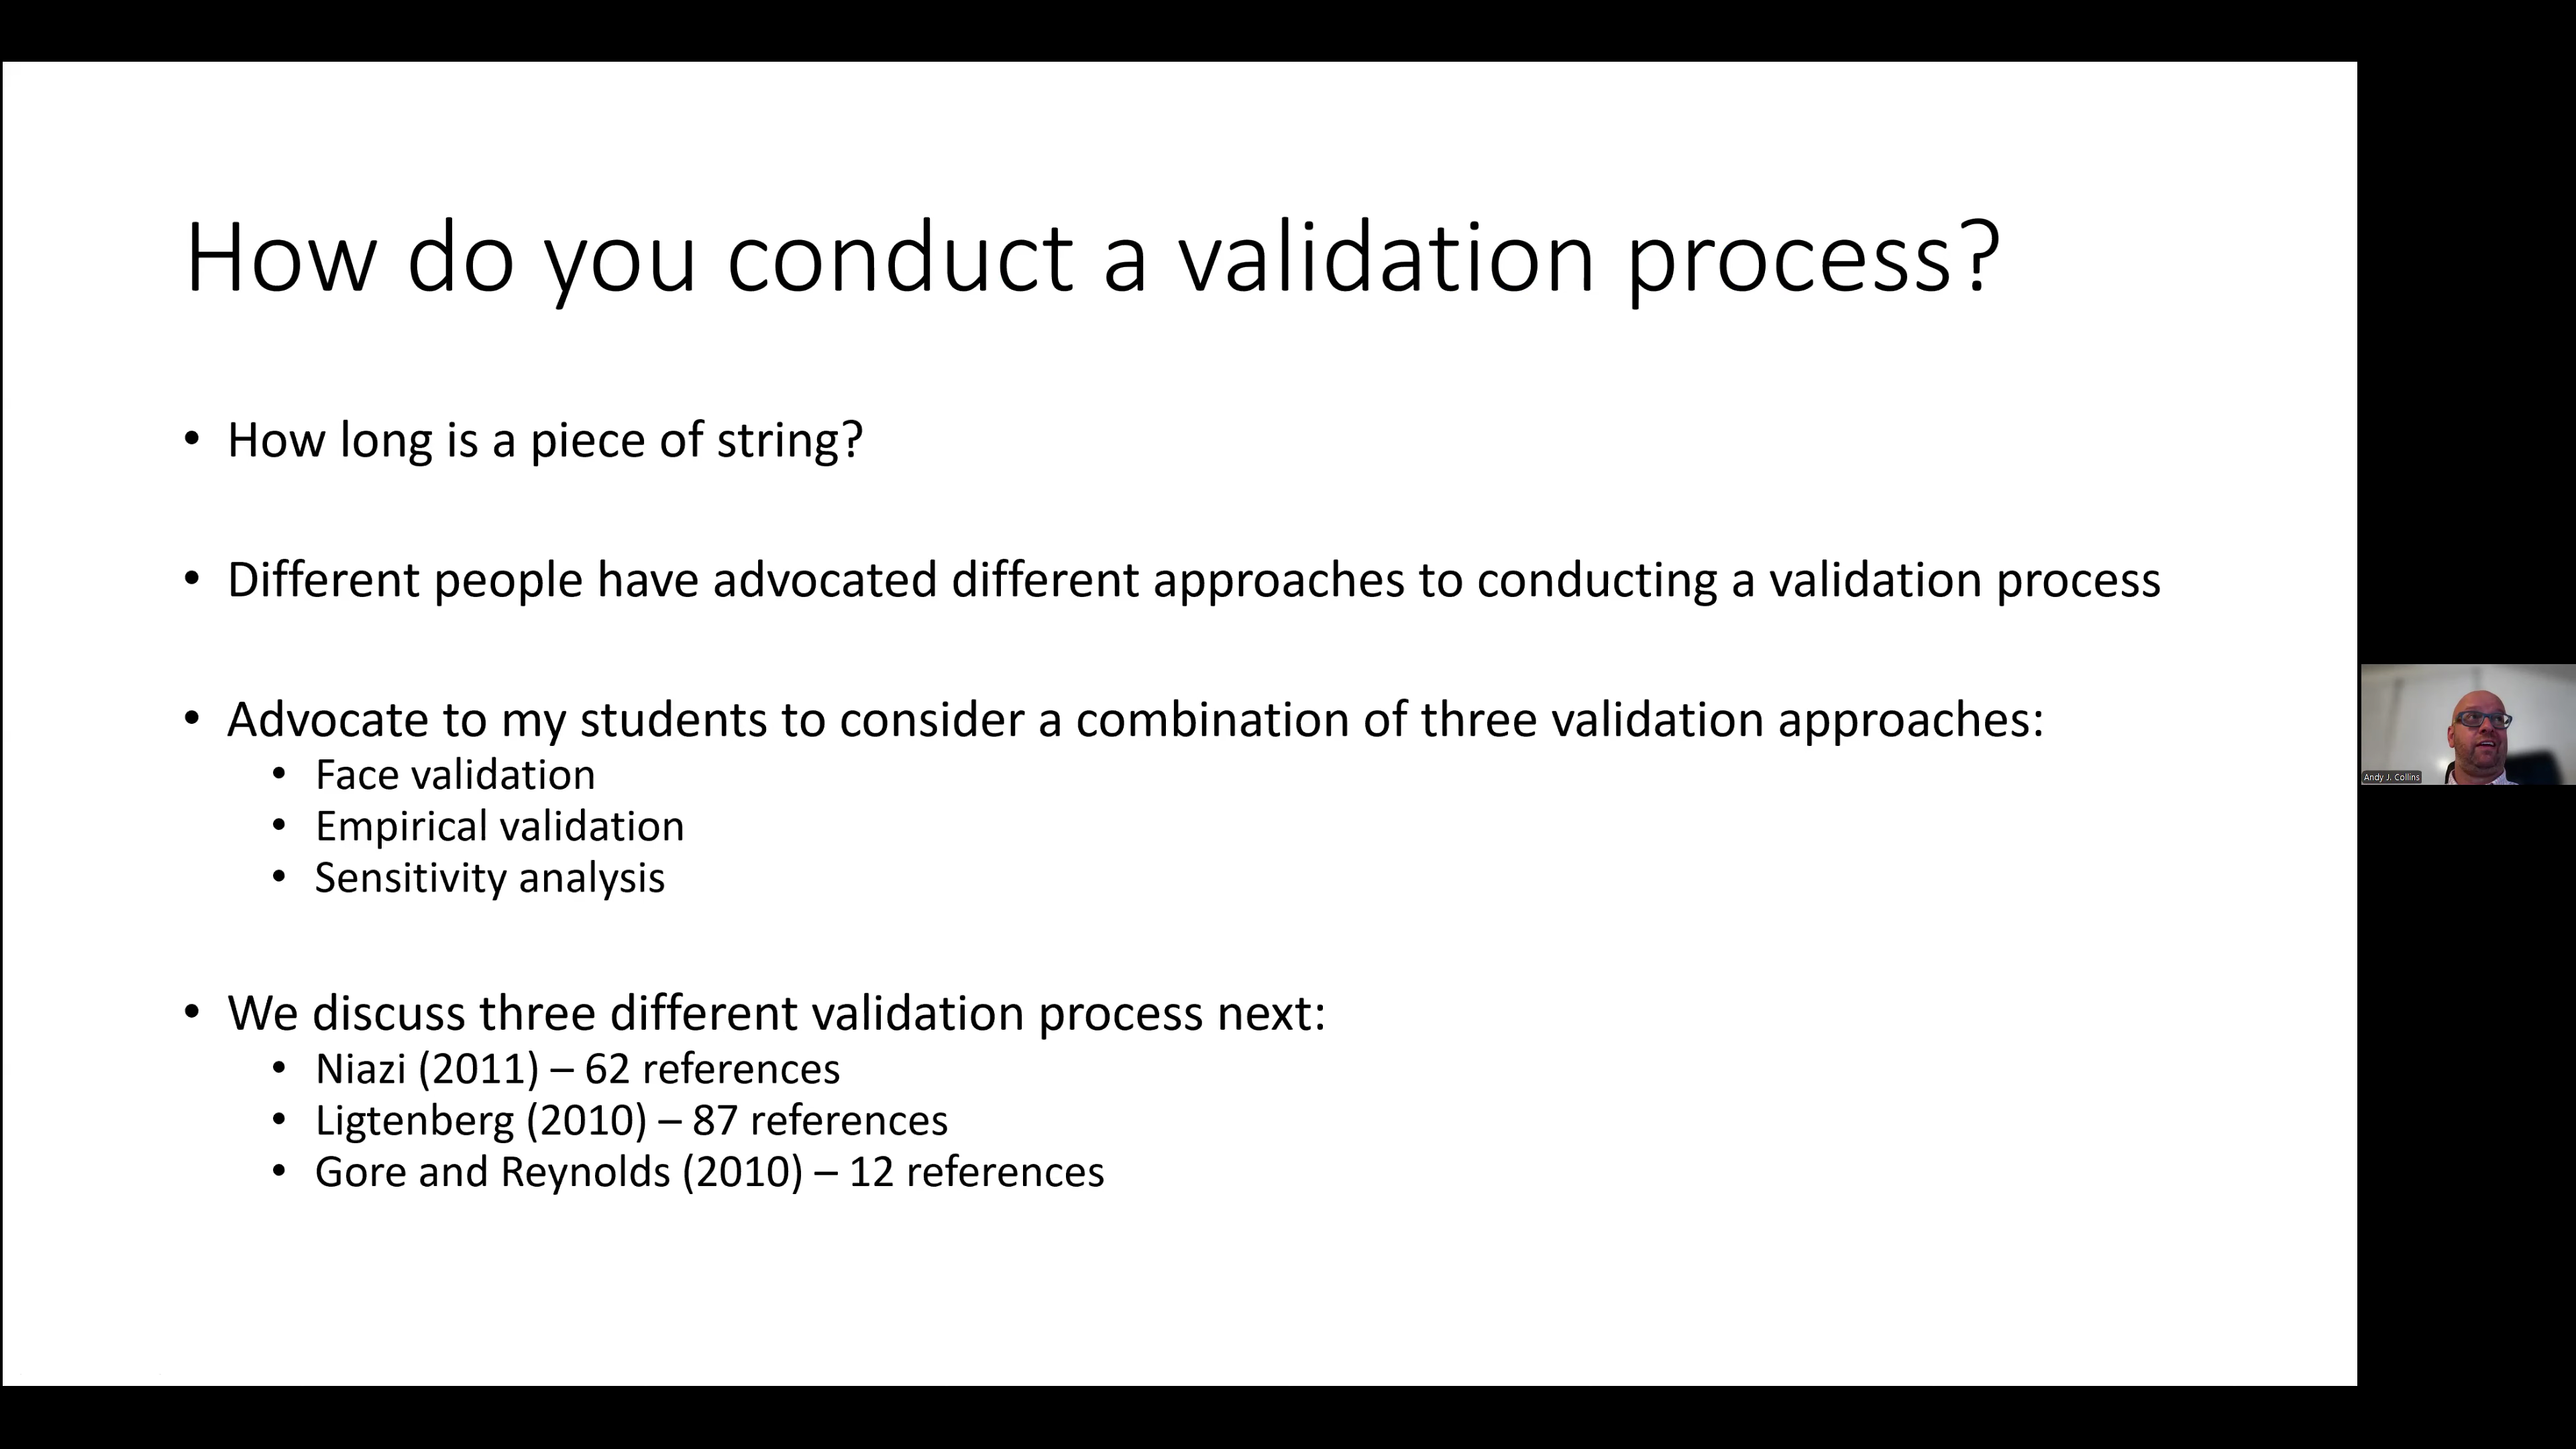 How do you conduct a validation process?
• How long is a piece of string?
• Different people have advocated different approaches to conducting a validation process
• Advocate to my students to consider a combination of three validation approaches:
• Face validation
• Empirical validation
• Sensitivity analysis
• We discuss three different validation process next:
• Niazi (2011) – 62 references
• Ligtenberg (2010) – 87 references
• Gore and Reynolds (2010) – 12 references
Andy J. Collins